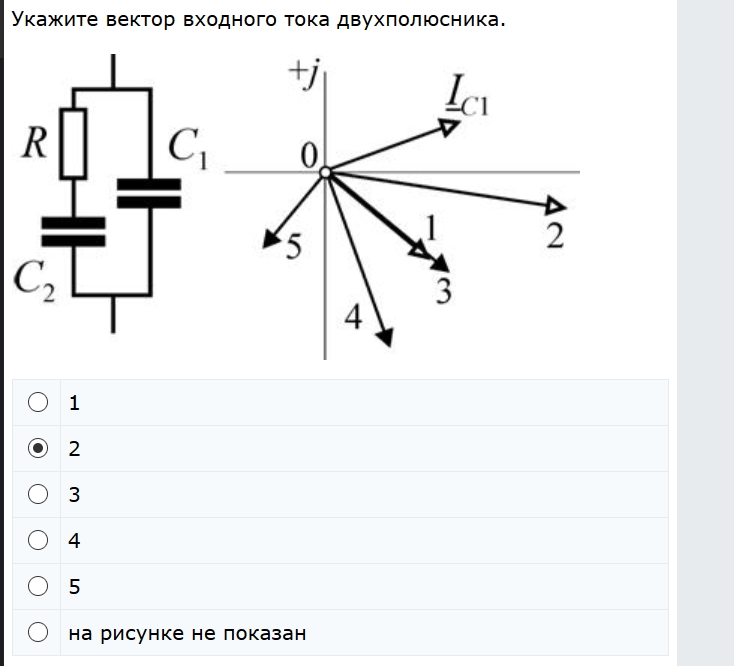 Укажите вектор входного тока двухполюсника.
+j
I_C1
R
C1
0
1
2
5
C2
3
4
1
2
3
4
5
на рисунке не показан